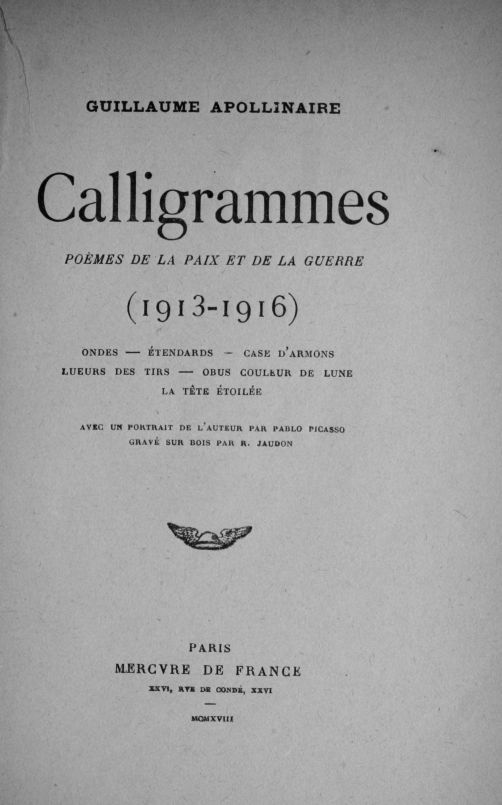 GUILLAUME APOLLINAIRE
Calligrammes
POÈMES DE LA PAIX ET DE LA GUERRE
(1913-1916)
ONDES — ÉTENDARDS — CASE D'ARMONS
LUEURS DES TIRS — OBUS COULEUR DE LUNE
LA TÊTE ÉTOILÉE
AVEC UN PORTRAIT DE L'AUTEUR PAR PABLO PICASSO
GRAVÉ SUR BOIS PAR R. JAUDON
PARIS
MERCVRE DE FRANCE
XXVI, RVE DE CONDÉ, XXVI
—
MCMXVIII